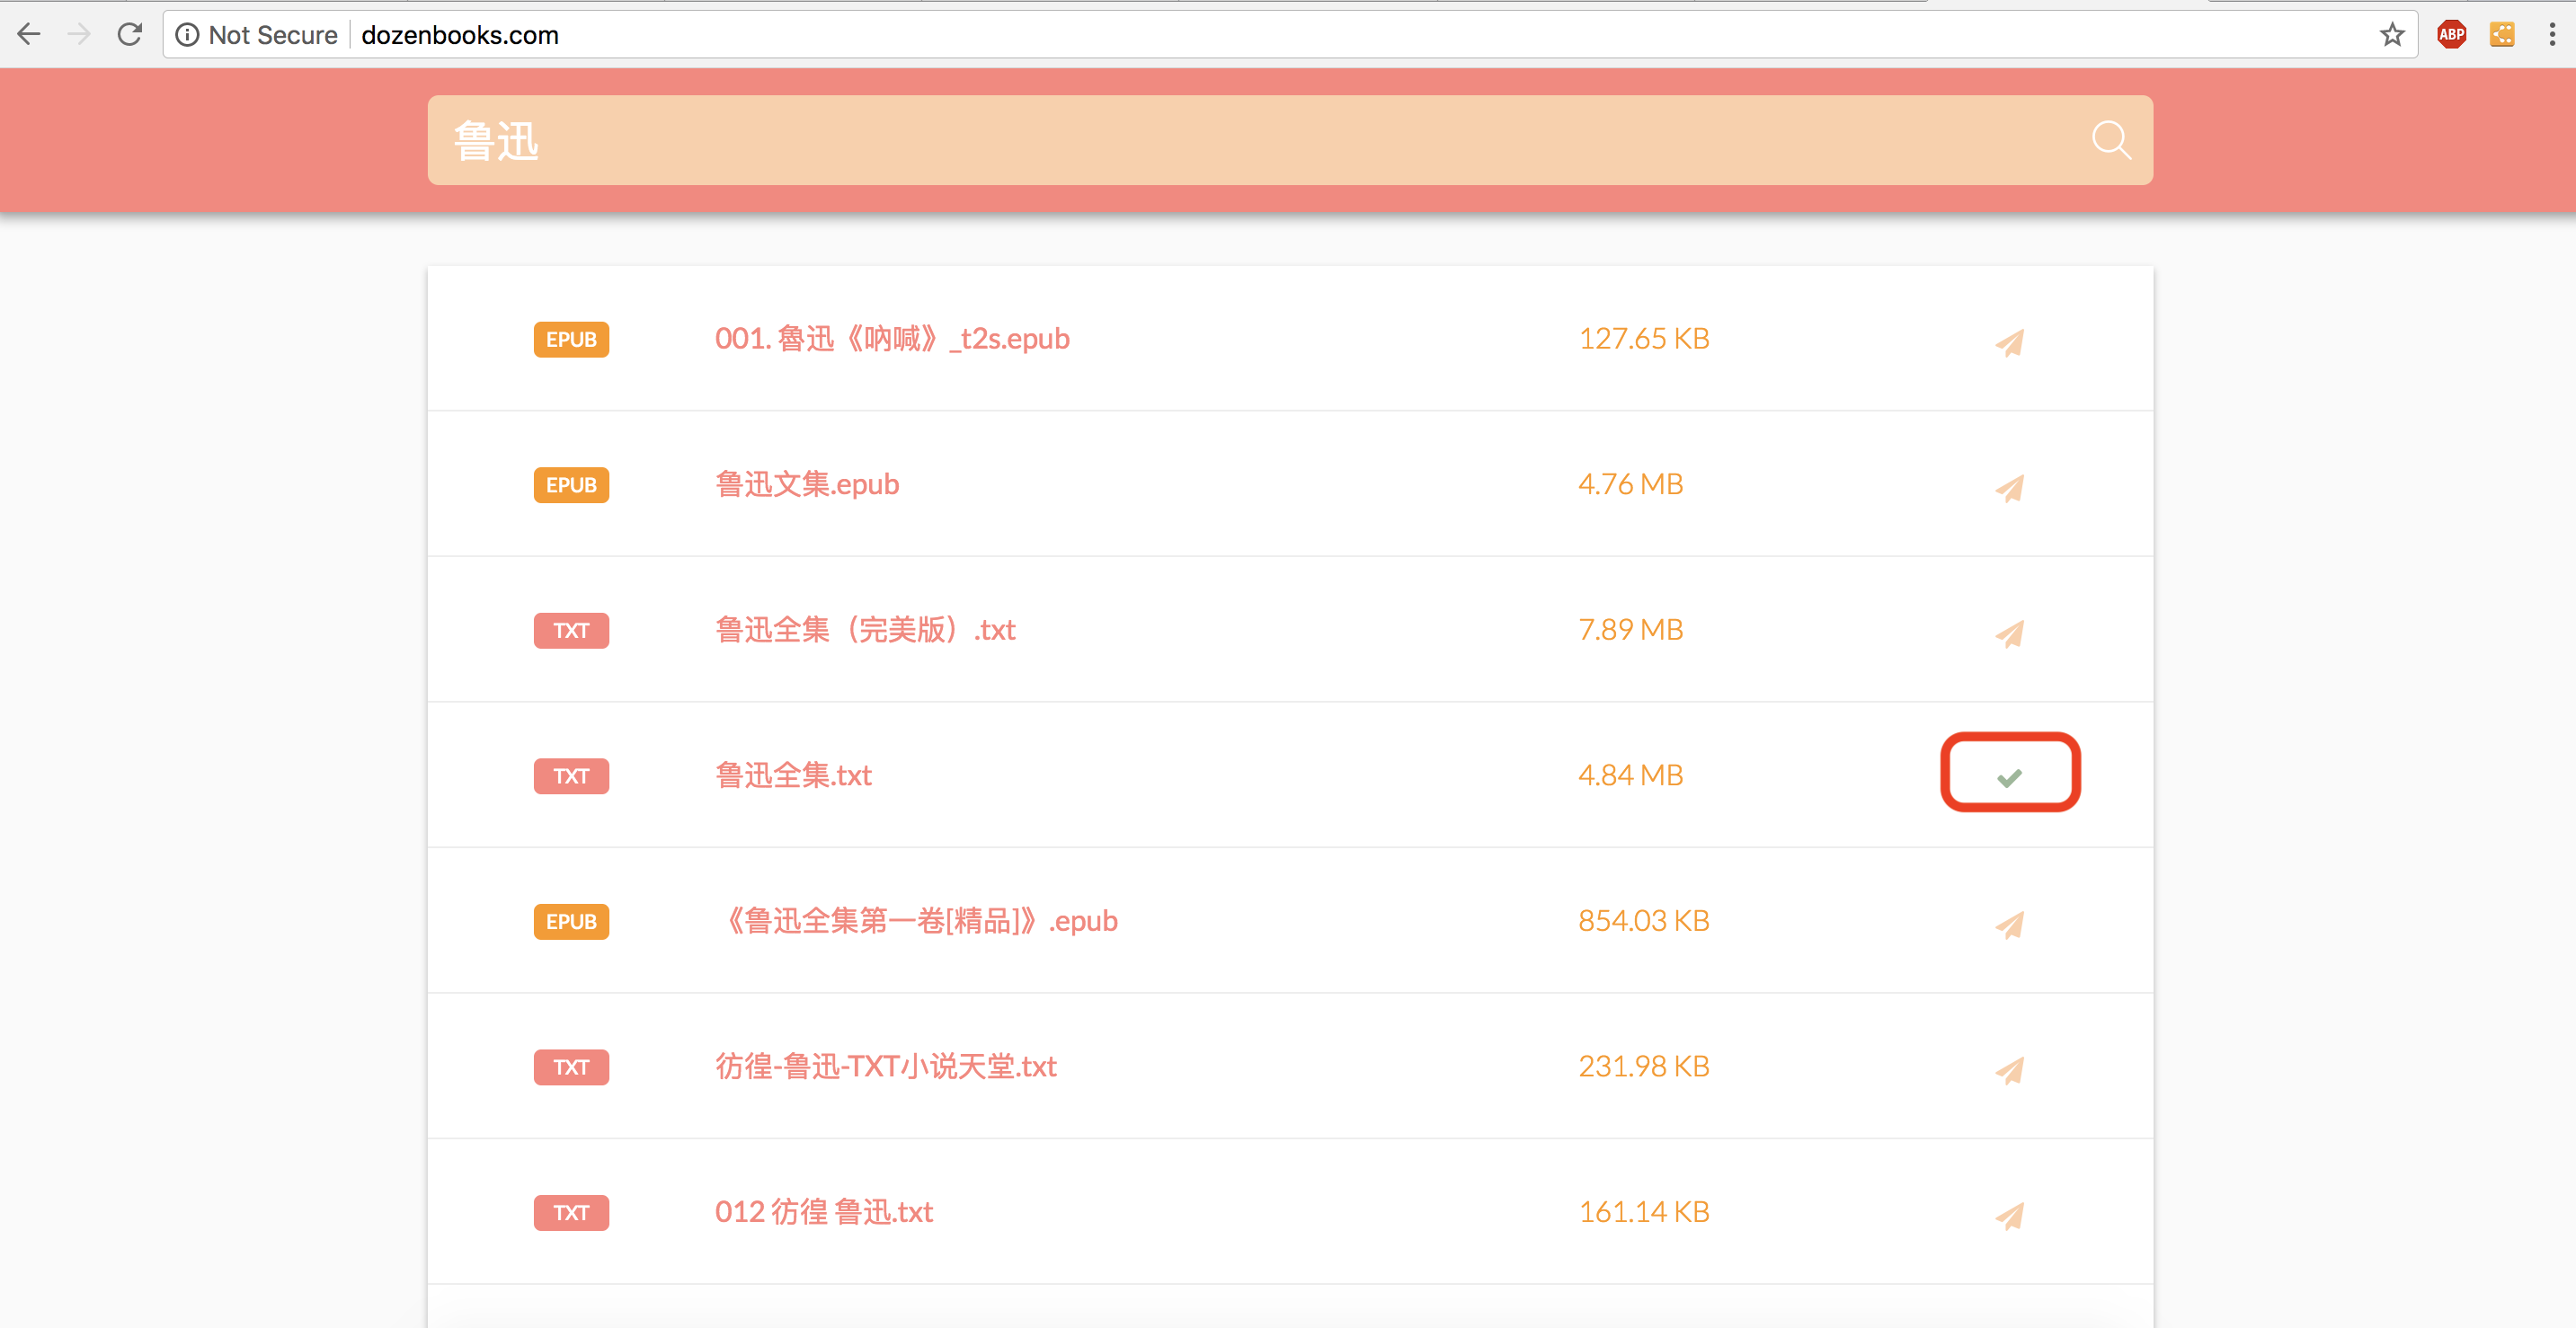 Not Secure dozenbooks.com ABP
鲁迅
EPUB 001. 魯迅《吶喊》_t2s.epub 127.65 KB
EPUB 鲁迅文集.epub 4.76 MB
TXT 鲁迅全集（完美版）.txt 7.89 MB
TXT 鲁迅全集.txt 4.84 MB
EPUB 《鲁迅全集第一卷[精品]》.epub 854.03 KB
TXT 彷徨-鲁迅-TXT小说天堂.txt 231.98 KB
TXT 012 彷徨 鲁迅.txt 161.14 KB